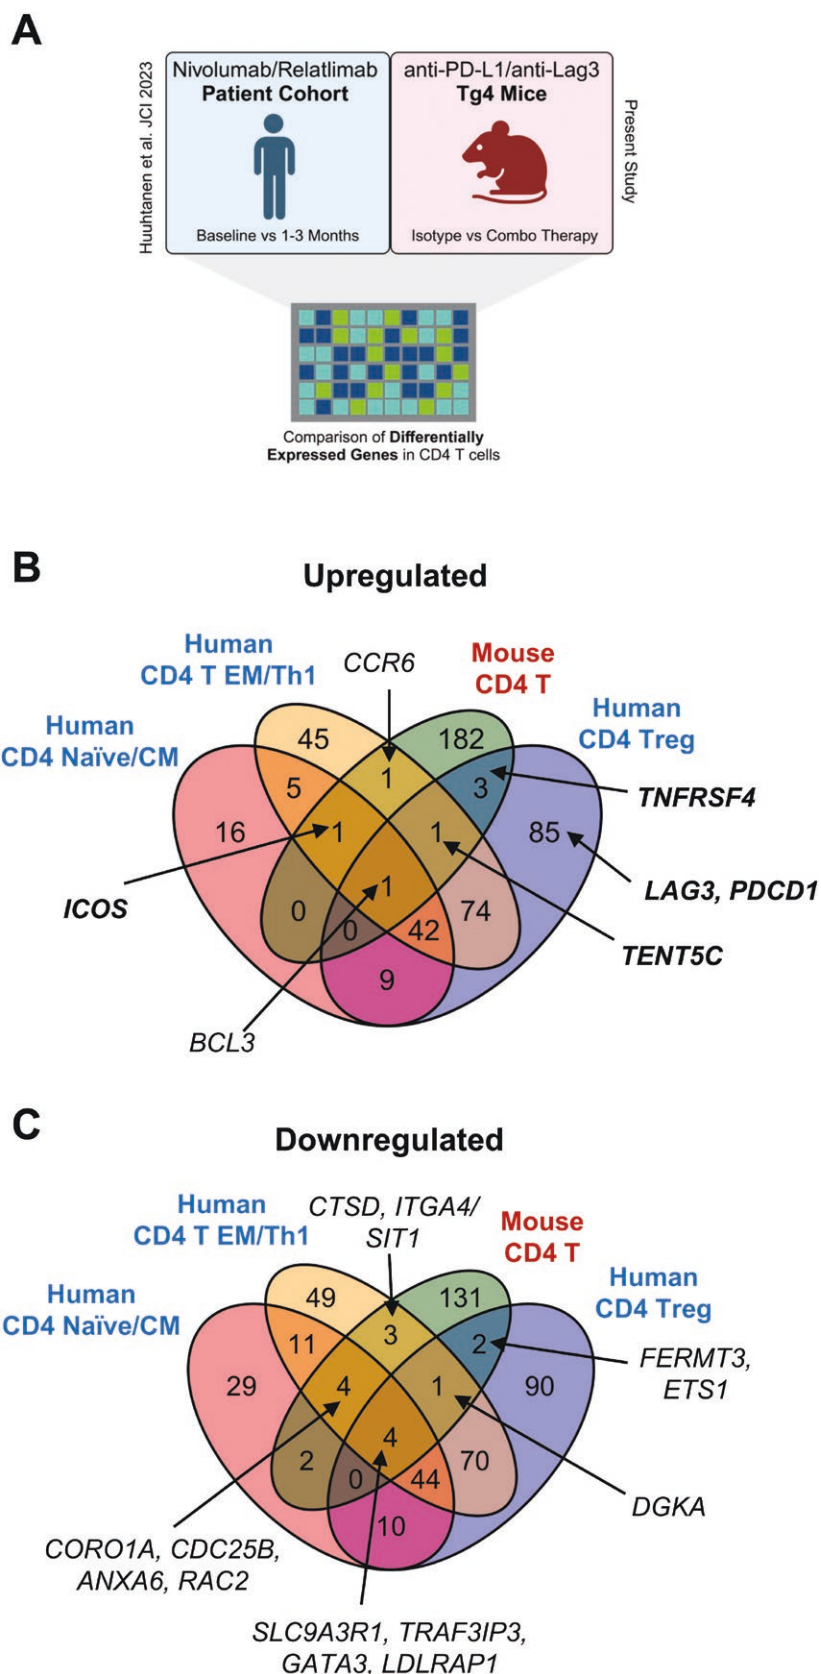 A
Huuhtanen et al. JCI 2023
Nivolumab/Relatlimab
Patient Cohort
Baseline vs 1-3 Months
anti-PD-L1/anti-Lag3
Tg4 Mice
Isotype vs Combo Therapy
Present Study
Comparison of Differentially
Expressed Genes in CD4 T cells
B
Upregulated
Human
CD4 T EM/Th1
CCR6
Mouse
CD4 T
Human
CD4 Naïve/CM
Human
CD4 Treg
45
182
1
5
3
TNFRSF4
16
1
1
85
LAG3, PDCD1
ICOS
1
0
0
42
74
TENT5C
9
BCL3
C
Downregulated
Human
CD4 T EM/Th1
CTSD, ITGA4/
SIT1
Mouse
CD4 T
Human
CD4 Naïve/CM
Human
CD4 Treg
49
131
3
11
2
FERMT3,
ETS1
29
4
1
90
4
2
0
44
70
DGKA
10
CORO1A, CDC25B,
ANXA6, RAC2
SLC9A3R1, TRAF3IP3,
GATA3, LDLRAP1